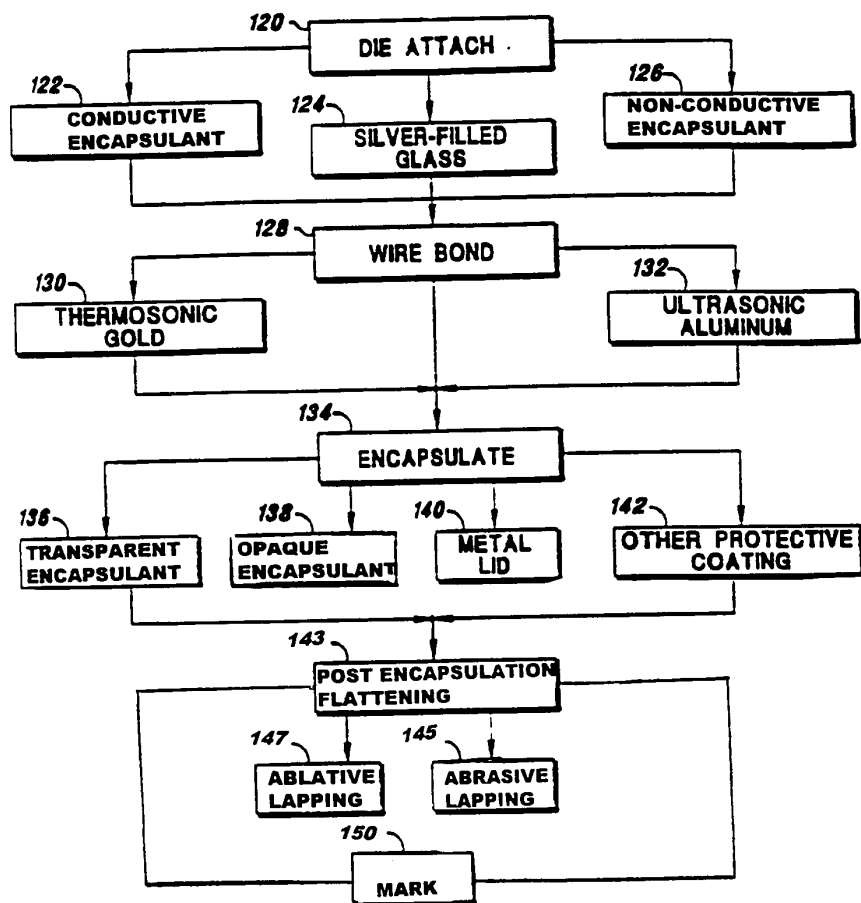 120
DIE ATTACH
122
CONDUCTIVE
ENCAPSULANT
124
SILVER-FILLED
GLASS
126
NON-CONDUCTIVE
ENCAPSULANT
128
WIRE BOND
130
THERMOSONIC
GOLD
132
ULTRASONIC
ALUMINUM
134
ENCAPSULATE
136
TRANSPARENT
ENCAPSULANT
138
OPAQUE
ENCAPSULANT
140
METAL
LID
142
OTHER PROTECTIVE
COATING
143
POST ENCAPSULATION
FLATTENING
147
ABLATIVE
LAPPING
145
ABRASIVE
LAPPING
150
MARK